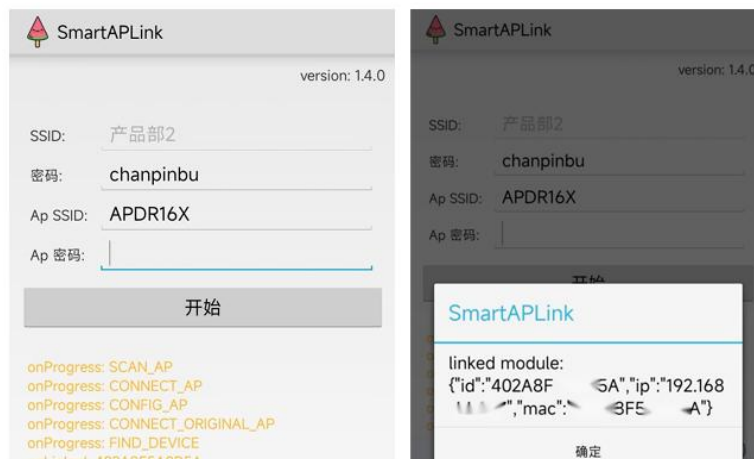 SmartAPLink
version: 1.4.0
SSID: 产品部2
密码: chanpinbu
Ap SSID: APDR16X
Ap 密码:
开始
onProgress: SCAN_AP
onProgress: CONNECT_AP
onProgress: CONFIG_AP
onProgress: CONNECT_ORIGINAL_AP
onProgress: FIND_DEVICE
SmartAPLink
version: 1.4.0
SSID: 产品部2
密码: chanpinbu
Ap SSID: APDR16X
Ap 密码:
开始
SmartAPLink
linked module:
{"id":"402A8F 5A","ip":"192.168
","mac":" 3F5 A"}
确定